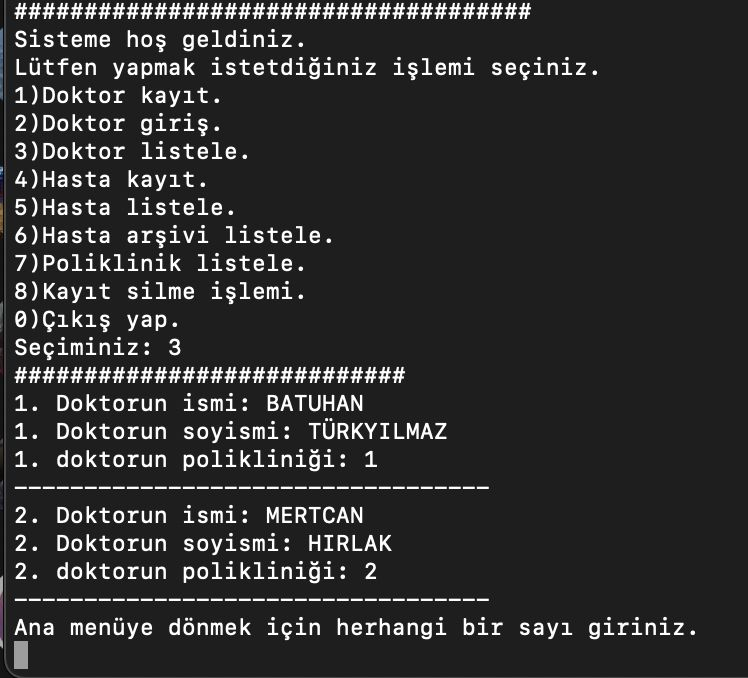 #####################################
Sisteme hoş geldiniz.
Lütfen yapmak istetdiğiniz işlemi seçiniz.
1)Doktor kayıt.
2)Doktor giriş.
3)Doktor listele.
4)Hasta kayıt.
5)Hasta listele.
6)Hasta arşivi listele.
7)Poliklinik listele.
8)Kayıt silme işlemi.
0)Çıkış yap.
Seçiminiz: 3
############################
1. Doktorun ismi: BATUHAN
1. Doktorun soyismi: TÜRKYILMAZ
1. doktorun polikliniği: 1
----------------------------------
2. Doktorun ismi: MERTCAN
2. Doktorun soyismi: HIRLAK
2. doktorun polikliniği: 2
----------------------------------
Ana menüye dönmek için herhangi bir sayı giriniz.